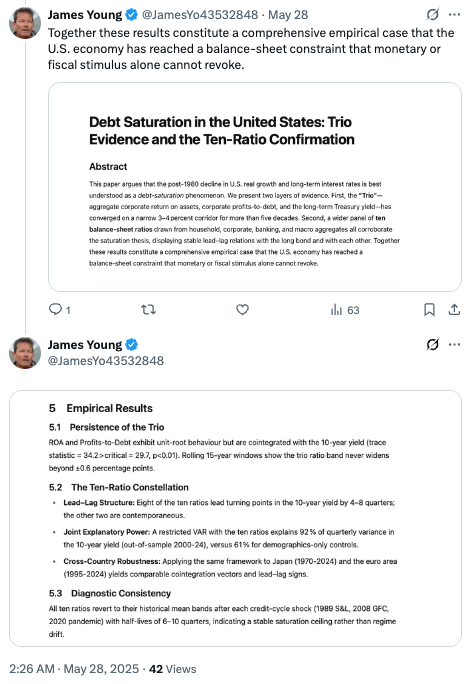 James Young @JamesYo43532848 · May 28
Together these results constitute a comprehensive empirical case that the
U.S. economy has reached a balance-sheet constraint that monetary or
fiscal stimulus alone cannot revoke.
Debt Saturation in the United States: Trio
Evidence and the Ten-Ratio Confirmation
Abstract
This paper argues that the post-1980 decline in U.S. real growth and long-term interest rates is best
understood as a debt-saturation phenomenon. We present two layers of evidence. First, the "Trio"—
aggregate corporate return on assets, corporate profits-to-debt, and the long-term Treasury yield—has
converged on a narrow 3–4 percent corridor for more than five decades. Second, a wider panel of ten
balance-sheet ratios drawn from household, corporate, banking, and macro aggregates all corroborate
the saturation thesis, displaying stable lead-lag relations with the long bond and with each other. Together
these results constitute a comprehensive empirical case that the U.S. economy has reached a
balance-sheet constraint that monetary or fiscal stimulus alone cannot revoke.
1 63
James Young
@JamesYo43532848
5 Empirical Results
5.1 Persistence of the Trio
ROA and Profits-to-Debt exhibit unit-root behaviour but are cointegrated with the 10-year yield (trace
statistic = 34.2>critical = 29.7, p<0.01). Rolling 15-year windows show the trio ratio band never widens
beyond ±0.6 percentage points.
5.2 The Ten-Ratio Constellation
• Lead–Lag Structure: Eight of the ten ratios lead turning points in the 10-year yield by 4–8 quarters;
the other two are contemporaneous.
• Joint Explanatory Power: A restricted VAR with the ten ratios explains 92% of quarterly variance in
the 10-year yield (out-of-sample 2000-24), versus 61% for demographics-only controls.
• Cross-Country Robustness: Applying the same framework to Japan (1970-2024) and the euro area
(1995-2024) yields comparable cointegration vectors and lead–lag signs.
5.3 Diagnostic Consistency
All ten ratios revert to their historical mean bands after each credit-cycle shock (1989 S&L, 2008 GFC,
2020 pandemic) with half-lives of 6–10 quarters, indicating a stable saturation ceiling rather than regime
drift.
2:26 AM · May 28, 2025 · 42 Views